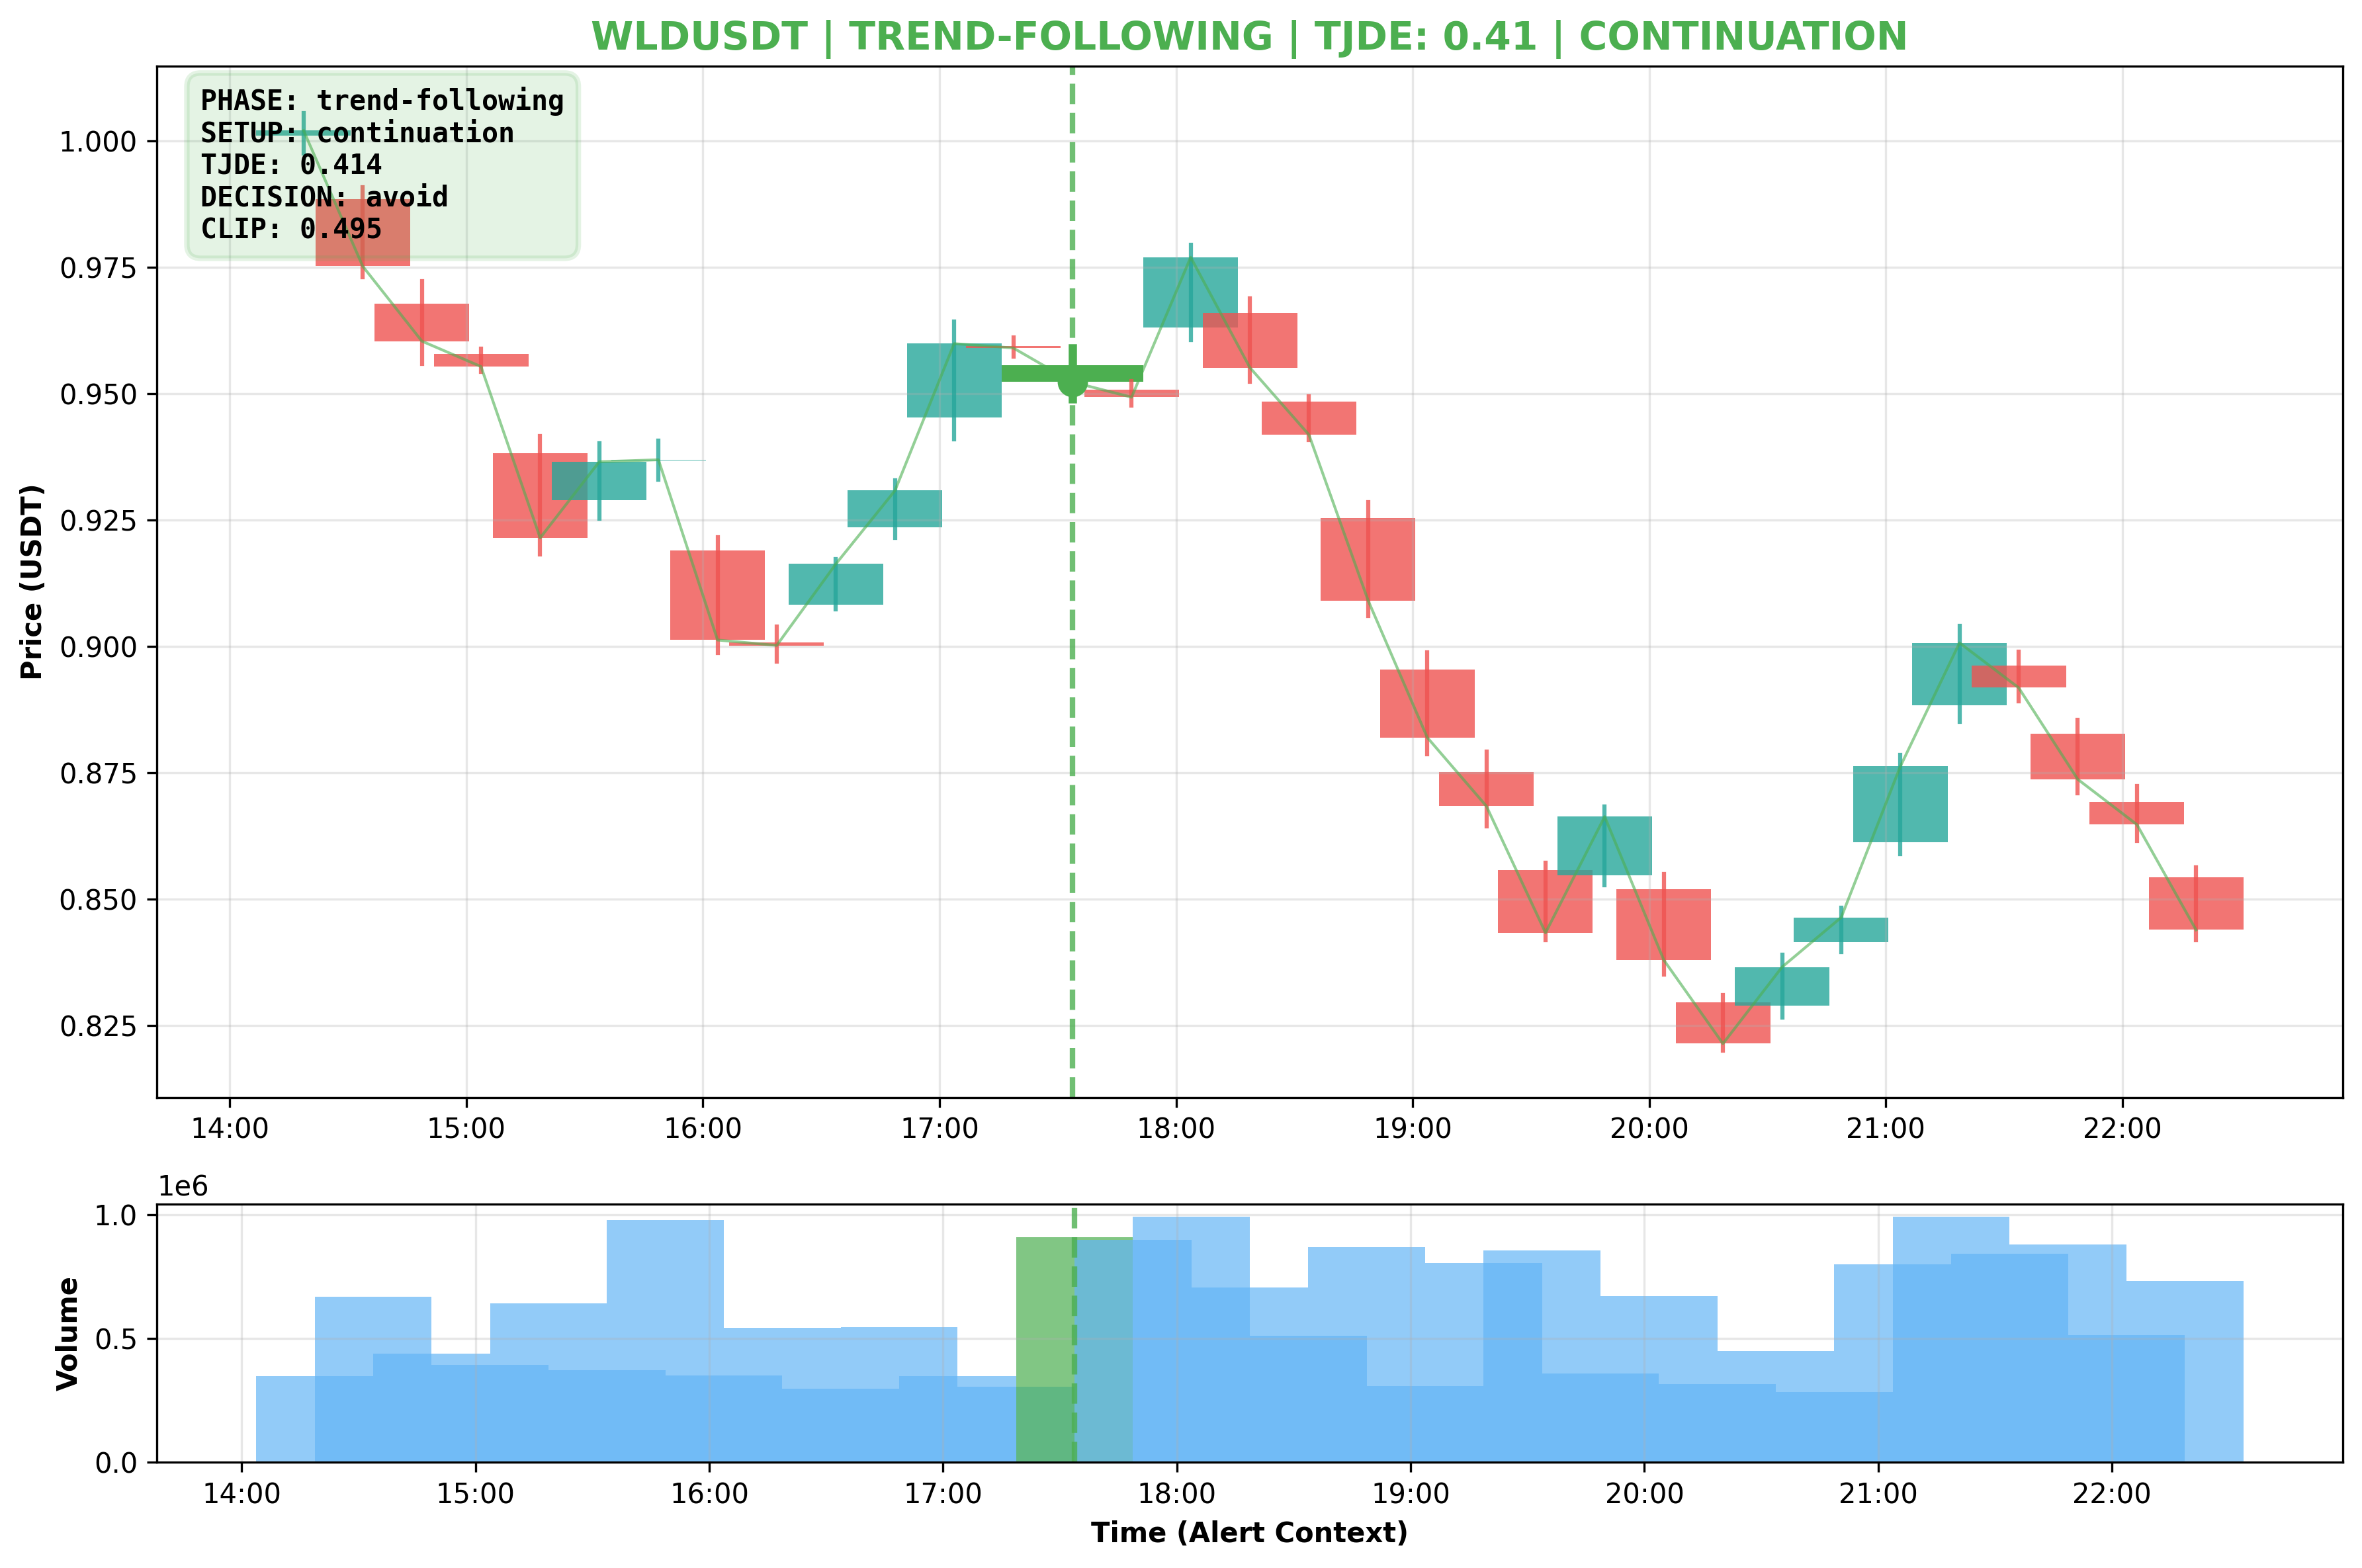 WLDUSDT | TREND-FOLLOWING | TJDE: 0.41 | CONTINUATION
PHASE: trend-following
SETUP: continuation
TJDE: 0.414
DECISION: avoid
CLIP: 0.495
Price (USDT)
1.000
0.975
0.950
0.925
0.900
0.875
0.850
0.825
14:00 15:00 16:00 17:00 18:00 19:00 20:00 21:00 22:00
1e6
Volume
1.0
0.5
0.0
14:00 15:00 16:00 17:00 18:00 19:00 20:00 21:00 22:00
Time (Alert Context)